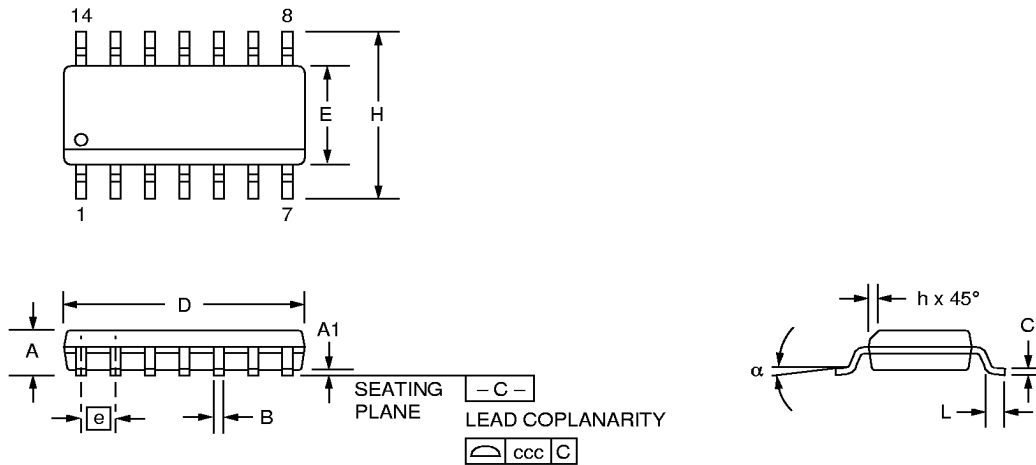 14 8
E H
1 7
D
A1
h x 45°
A
C
α
SEATING PLANE
– C –
e
B
L
LEAD COPLANARITY
⌓ ccc C